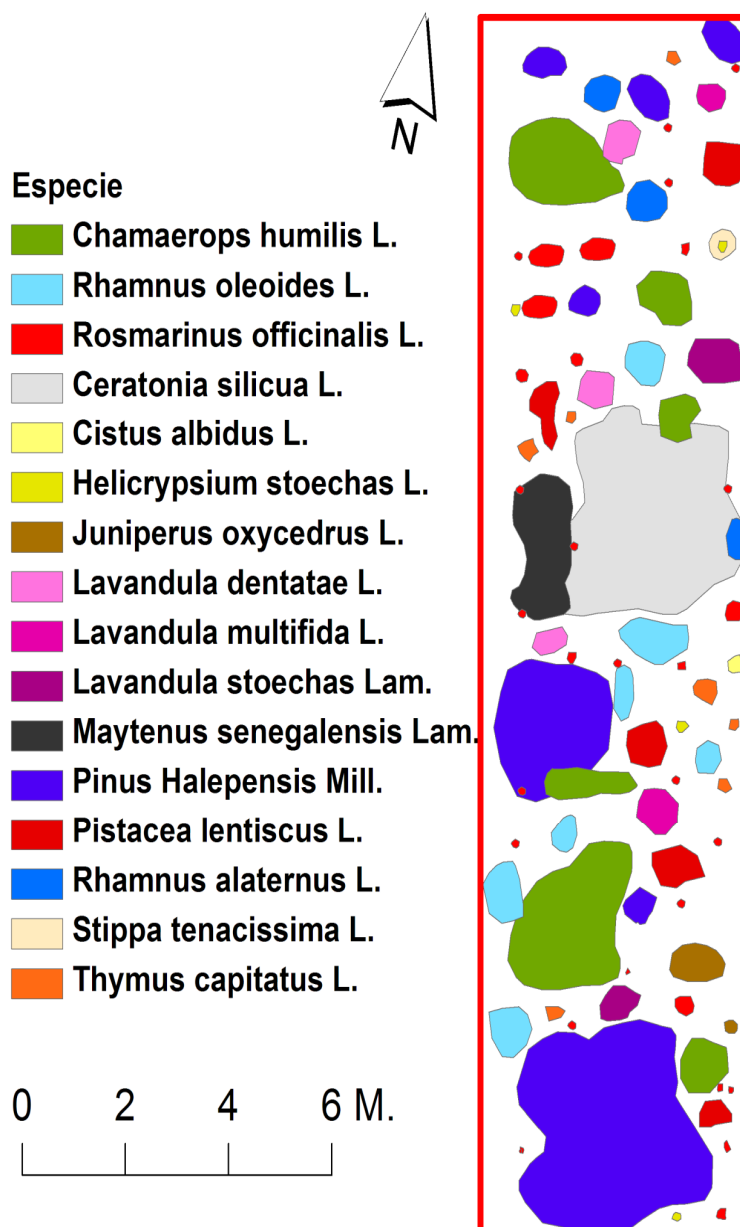 N
Especie
Chamaerops humilis L.
Rhamnus oleoides L.
Rosmarinus officinalis L.
Ceratonia silicua L.
Cistus albidus L.
Helicrypsium stoechas L.
Juniperus oxycedrus L.
Lavandula dentatae L.
Lavandula multifida L.
Lavandula stoechas Lam.
Maytenus senegalensis Lam.
Pinus Halepensis Mill.
Pistacea lentiscus L.
Rhamnus alaternus L.
Stippa tenacissima L.
Thymus capitatus L.
0 2 4 6 M.